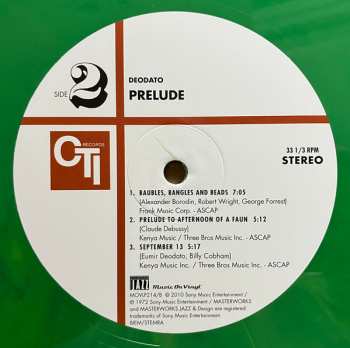 SIDE 2
DEODATO
PRELUDE
CTI
RECORDS
33 1/3 RPM
STEREO
1. BAUBLES, BANGLES AND BEADS 7:05
(Alexander Borodin, Robert Wright, George Forrest)
Frank Music Corp. - ASCAP
2. PRELUDE TO AFTERNOON OF A FAUN 5:12
(Claude Debussy)
Kenya Music / Three Bros Music Inc. - ASCAP
3. SEPTEMBER 13 5:17
(Eumir Deodato, Billy Cobham)
Kenya Music / Three Bros Music Inc. - ASCAP
JAZZ Music On Vinyl
MOVLP214/B ℗ 2010 Sony Music Entertainment /
℗ 1972 Sony Music Entertainment / MASTERWORKS
and MASTERWORKS JAZZ & Design are registered
trademarks of Sony Music Entertainment.
BIEM/STEMRA